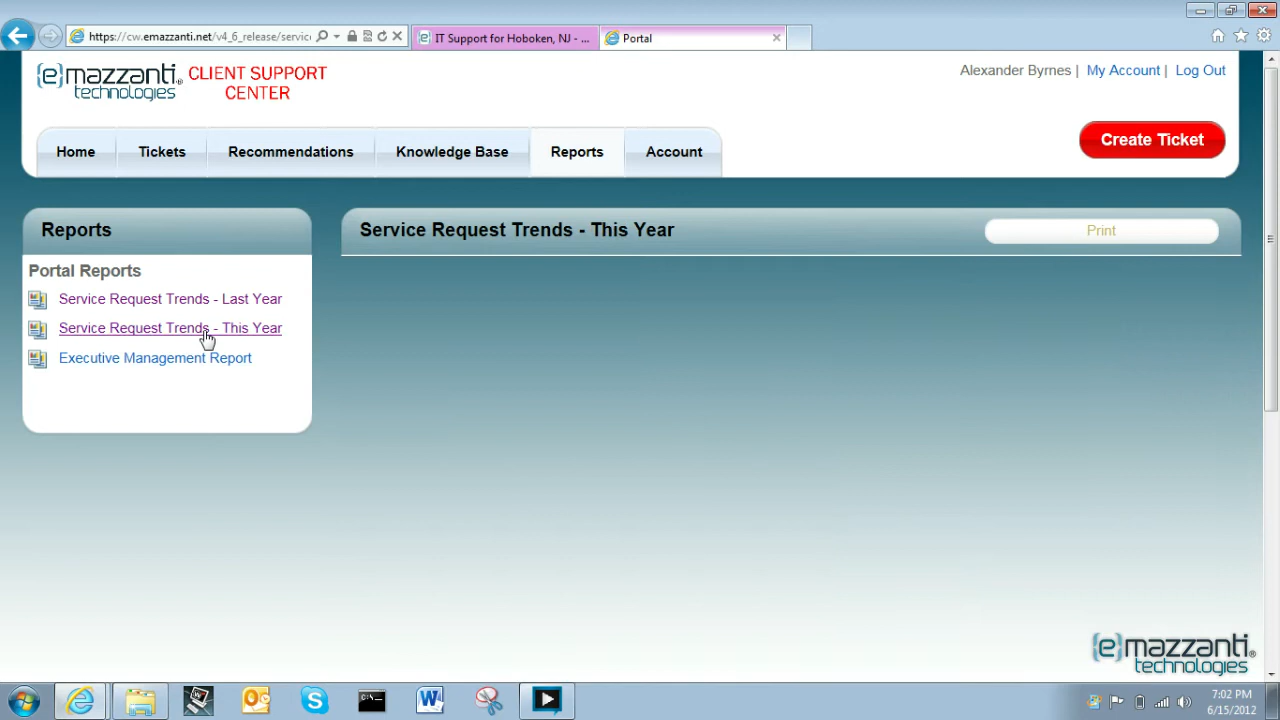 https://cw.emazzanti.net/v4_6_release/servic
{e} IT Support for Hoboken, NJ - ...
Portal
{e}mazzanti® technologies
CLIENT SUPPORT CENTER
Alexander Byrnes | My Account | Log Out
Home
Tickets
Recommendations
Knowledge Base
Reports
Account
Create Ticket
Reports
Portal Reports
Service Request Trends - Last Year
Service Request Trends - This Year
Executive Management Report
Service Request Trends - This Year
Print
{e}mazzanti®
technologies
7:02 PM
6/15/2012